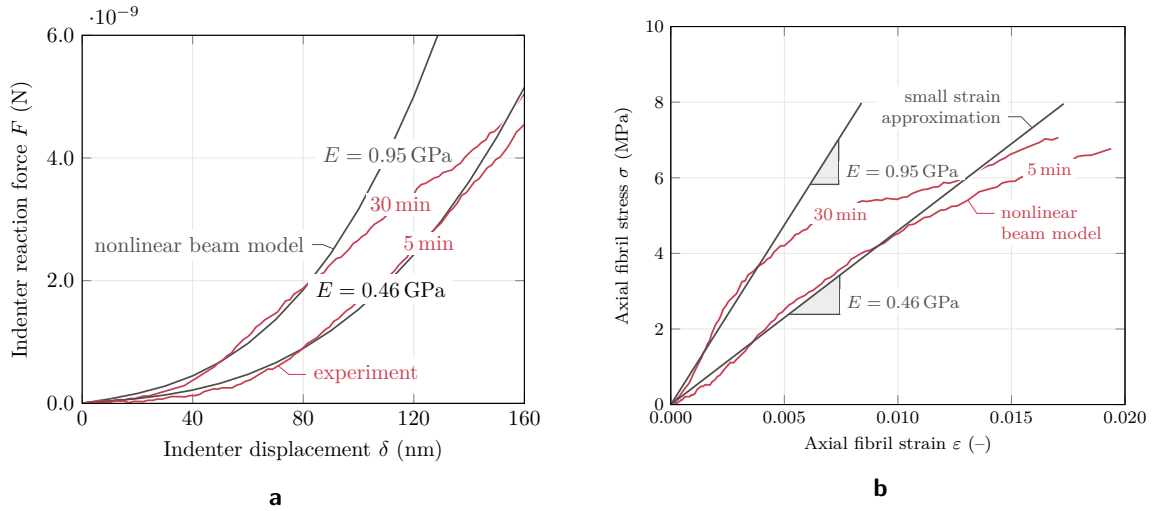 ·10⁻⁹
6.0
4.0
2.0
0.0
0
40
80
120
160
Indenter reaction force F (N)
Indenter displacement δ (nm)
E = 0.95 GPa
30 min
nonlinear beam model
5 min
E = 0.46 GPa
experiment
a
10
8
6
4
2
0
0.000
0.005
0.010
0.015
0.020
Axial fibril stress σ (MPa)
Axial fibril strain ε (–)
small strain
approximation
E = 0.95 GPa
5 min
30 min
nonlinear
beam model
E = 0.46 GPa
b